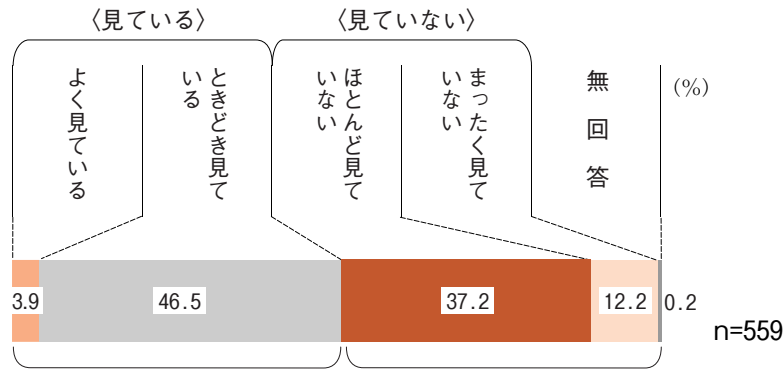 〈見ている〉 〈見ていない〉
よく見ている
ときどき見て
いる
ほとんど見て
いない
まったく見て
いない
無回答
(%)
3.9 46.5 37.2 12.2 0.2
n=559